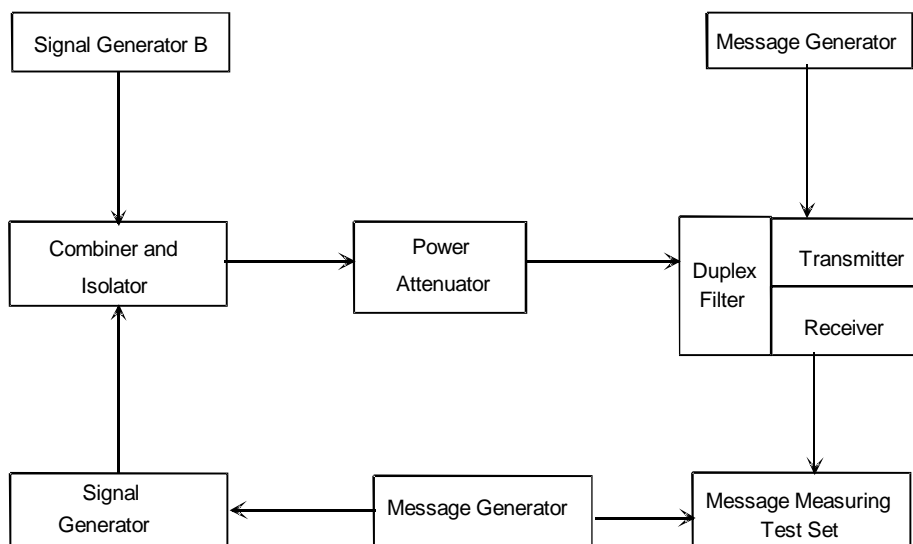 Signal Generator B
Message Generator
Combiner and
Isolator
Power
Attenuator
Duplex
Filter
Transmitter
Receiver
Signal
Generator
Message Generator
Message Measuring
Test Set